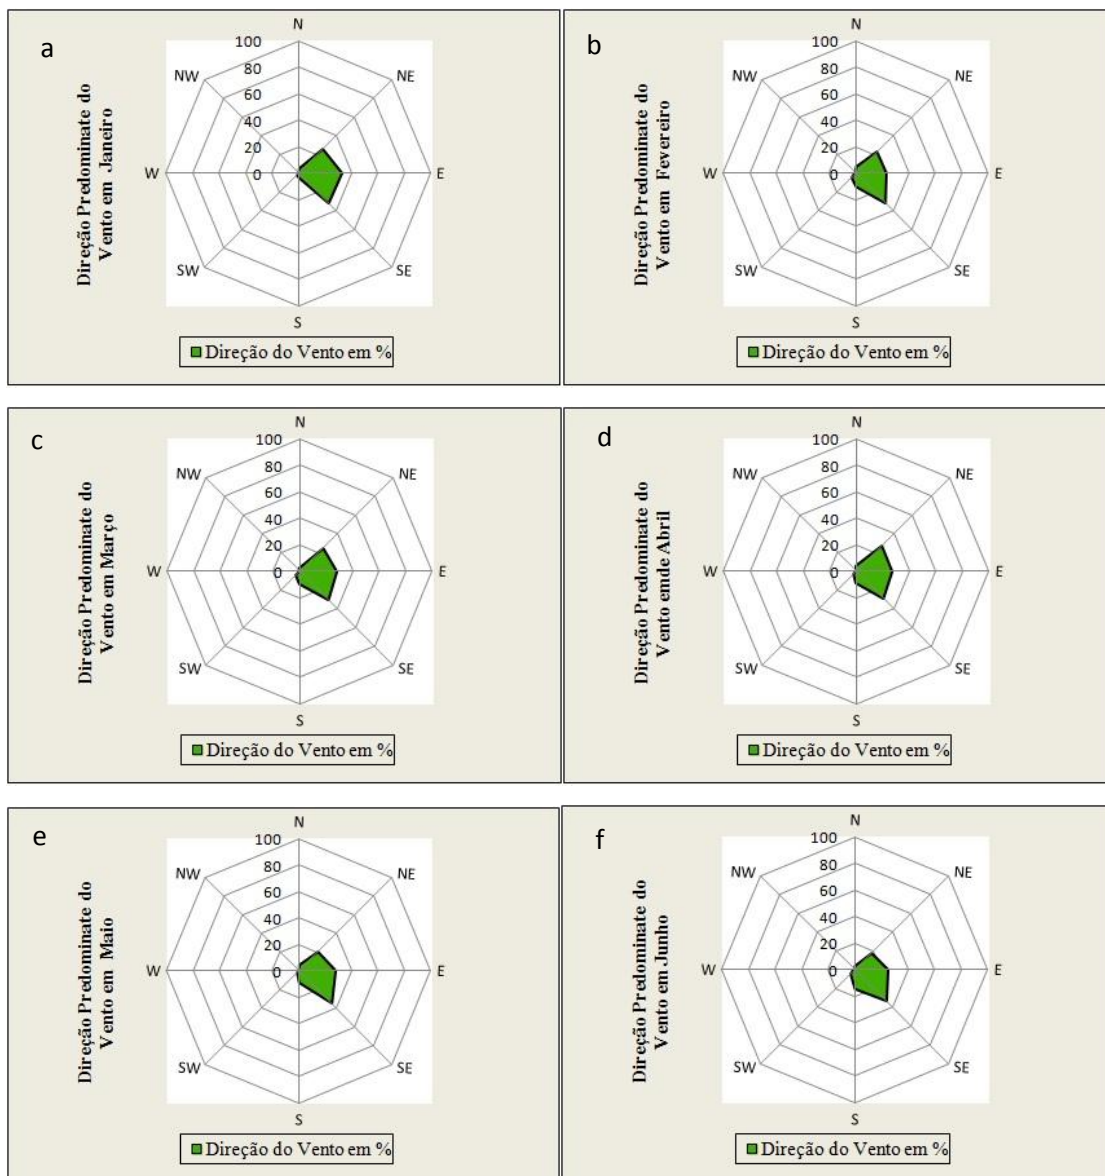 a
Direção Predominate do
Vento em Janeiro
N
100
80
60
40
20
0
NW
NE
W
E
SW
SE
S
Direção do Vento em %
b
Direção Predominate do
Vento em Fevereiro
N
100
80
60
40
20
0
NW
NE
W
E
SW
SE
S
Direção do Vento em %
c
Direção Predominate do
Vento em Março
N
100
80
60
40
20
0
NW
NE
W
E
SW
SE
S
Direção do Vento em %
d
Direção Predominate do
Vento emde Abril
N
100
80
60
40
20
0
NW
NE
W
E
SW
SE
S
Direção do Vento em %
e
Direção Predominate do
Vento em Maio
N
100
80
60
40
20
0
NW
NE
W
E
SW
SE
S
Direção do Vento em %
f
Direção Predominate do
Vento em Junho
N
100
80
60
40
20
0
NW
NE
W
E
SW
SE
S
Direção do Vento em %